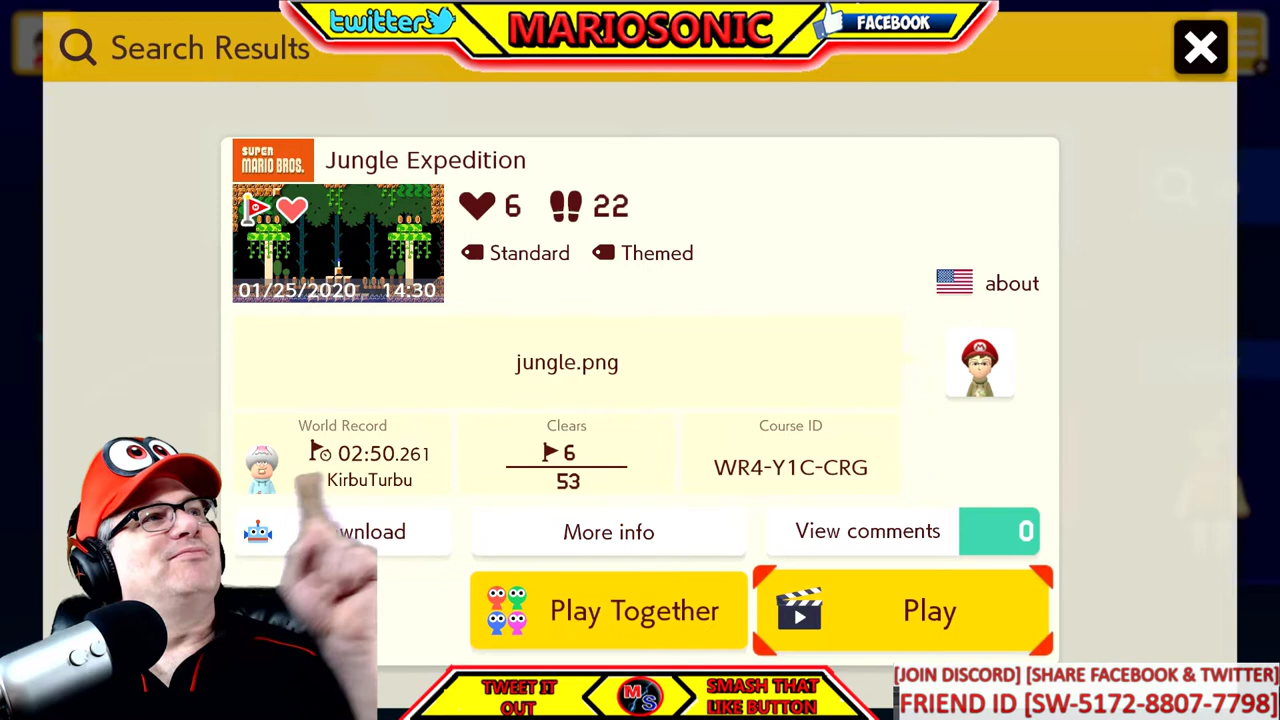 twitter
MARIOSONIC
FACEBOOK
Search Results
SUPER
MARIO BROS.
Jungle Expedition
6
22
Standard
Themed
01/25/2020 14:30
about
jungle.png
World Record
02:50.261
KirbuTurbu
Clears
6
53
Course ID
WR4-Y1C-CRG
wnload
More info
View comments
0
Play Together
Play
TWEET IT
OUT
MS
SMASH THAT
LIKE BUTTON
[JOIN DISCORD] [SHARE FACEBOOK & TWITTER]
FRIEND ID [SW-5172-8807-7798]